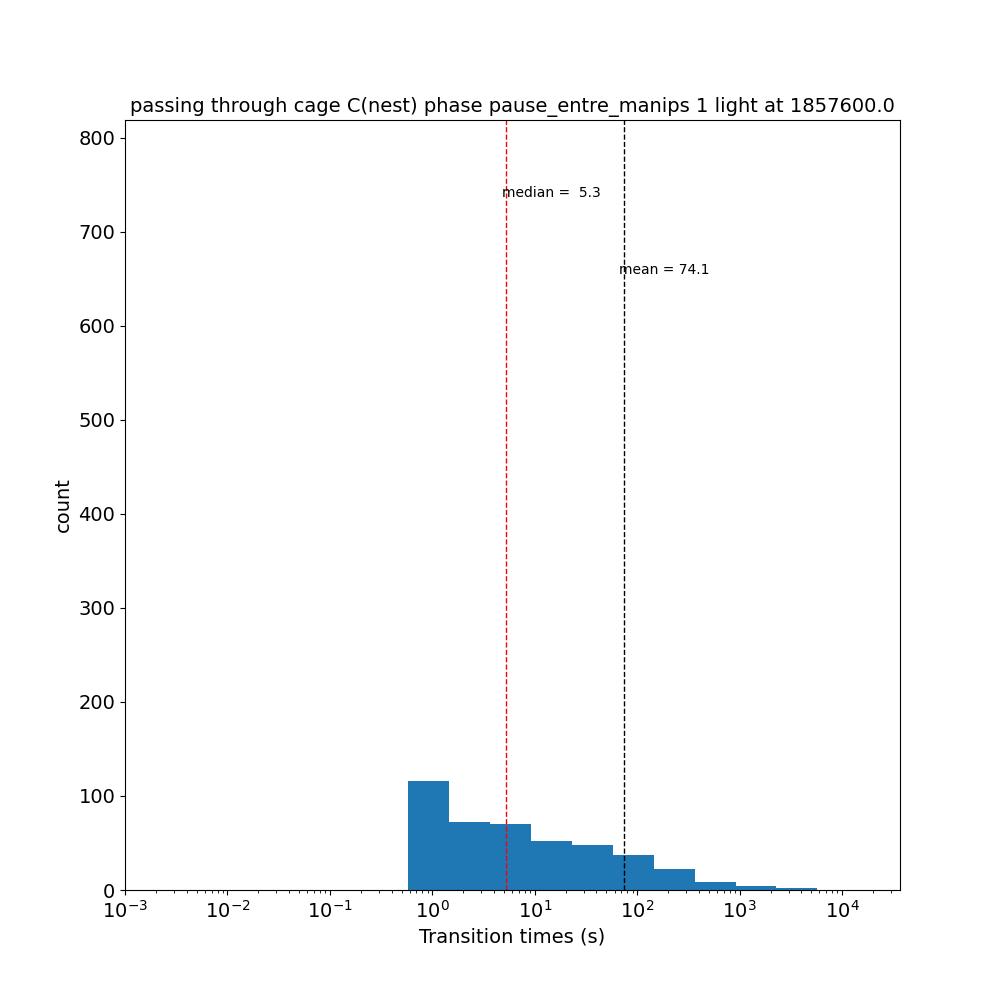 passing through cage C(nest) phase pause_entre_manips 1 light at 1857600.0
800
700
600
500
400
300
200
100
0
count
median =  5.3
mean = 74.1
10⁻³ 10⁻² 10⁻¹ 10⁰ 10¹ 10² 10³ 10⁴
Transition times (s)